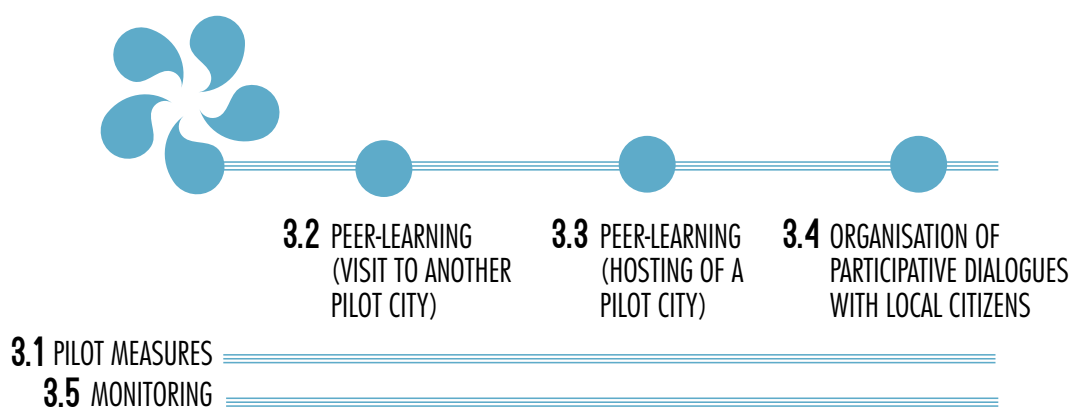 3.2 PEER-LEARNING
(VISIT TO ANOTHER
PILOT CITY)
3.3 PEER-LEARNING
(HOSTING OF A
PILOT CITY)
3.4 ORGANISATION OF
PARTICIPATIVE DIALOGUES
WITH LOCAL CITIZENS
3.1 PILOT MEASURES
3.5 MONITORING